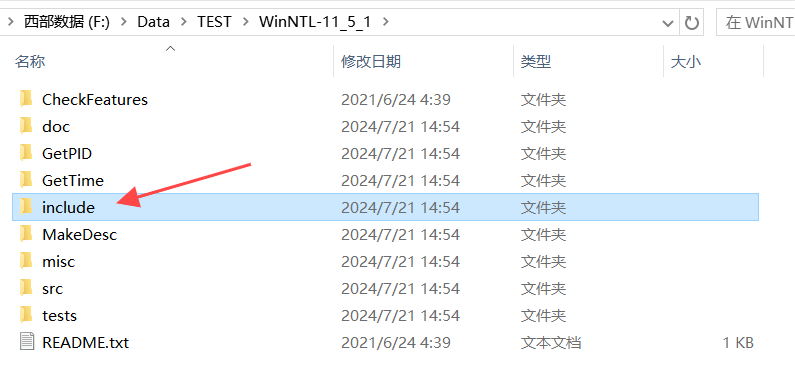 西部数据 (F:) › Data › TEST › WinNTL-11_5_1 › 在 WinNT
名称 修改日期 类型 大小
CheckFeatures 2021/6/24 4:39 文件夹
doc 2024/7/21 14:54 文件夹
GetPID 2024/7/21 14:54 文件夹
GetTime 2024/7/21 14:54 文件夹
include 2024/7/21 14:54 文件夹
MakeDesc 2024/7/21 14:54 文件夹
misc 2024/7/21 14:54 文件夹
src 2024/7/21 14:54 文件夹
tests 2024/7/21 14:54 文件夹
README.txt 2021/6/24 4:39 文本文档 1 KB